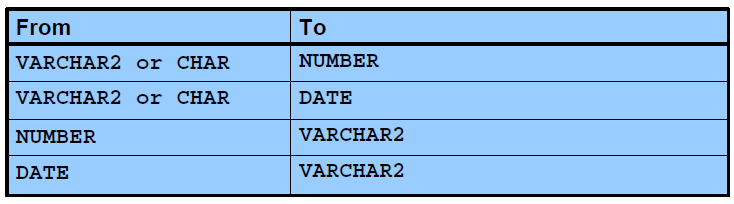 From To
VARCHAR2 or CHAR NUMBER
VARCHAR2 or CHAR DATE
NUMBER VARCHAR2
DATE VARCHAR2